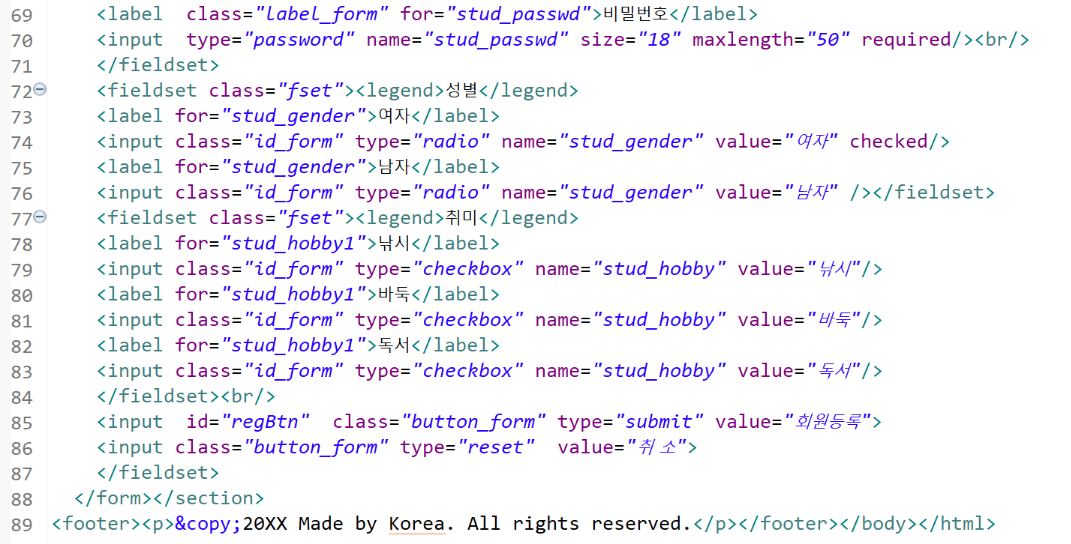 69 <label  class="label_form" for="stud_passwd">비밀번호</label>
70 <input  type="password" name="stud_passwd" size="18" maxlength="50" required/><br/>
71 </fieldset>
72 <fieldset class="fset"><legend>성별</legend>
73 <label for="stud_gender">여자</label>
74 <input class="id_form" type="radio" name="stud_gender" value="여자" checked/>
75 <label for="stud_gender">남자</label>
76 <input class="id_form" type="radio" name="stud_gender" value="남자" /></fieldset>
77 <fieldset class="fset"><legend>취미</legend>
78 <label for="stud_hobby1">낚시</label>
79 <input class="id_form" type="checkbox" name="stud_hobby" value="낚시"/>
80 <label for="stud_hobby1">바둑</label>
81 <input class="id_form" type="checkbox" name="stud_hobby" value="바둑"/>
82 <label for="stud_hobby1">독서</label>
83 <input class="id_form" type="checkbox" name="stud_hobby" value="독서"/>
84 </fieldset><br/>
85 <input  id="regBtn"  class="button_form" type="submit" value="회원등록">
86 <input class="button_form" type="reset"  value="취 소">
87 </fieldset>
88 </form></section>
89 <footer><p>&copy;20XX Made by Korea. All rights reserved.</p></footer></body></html>